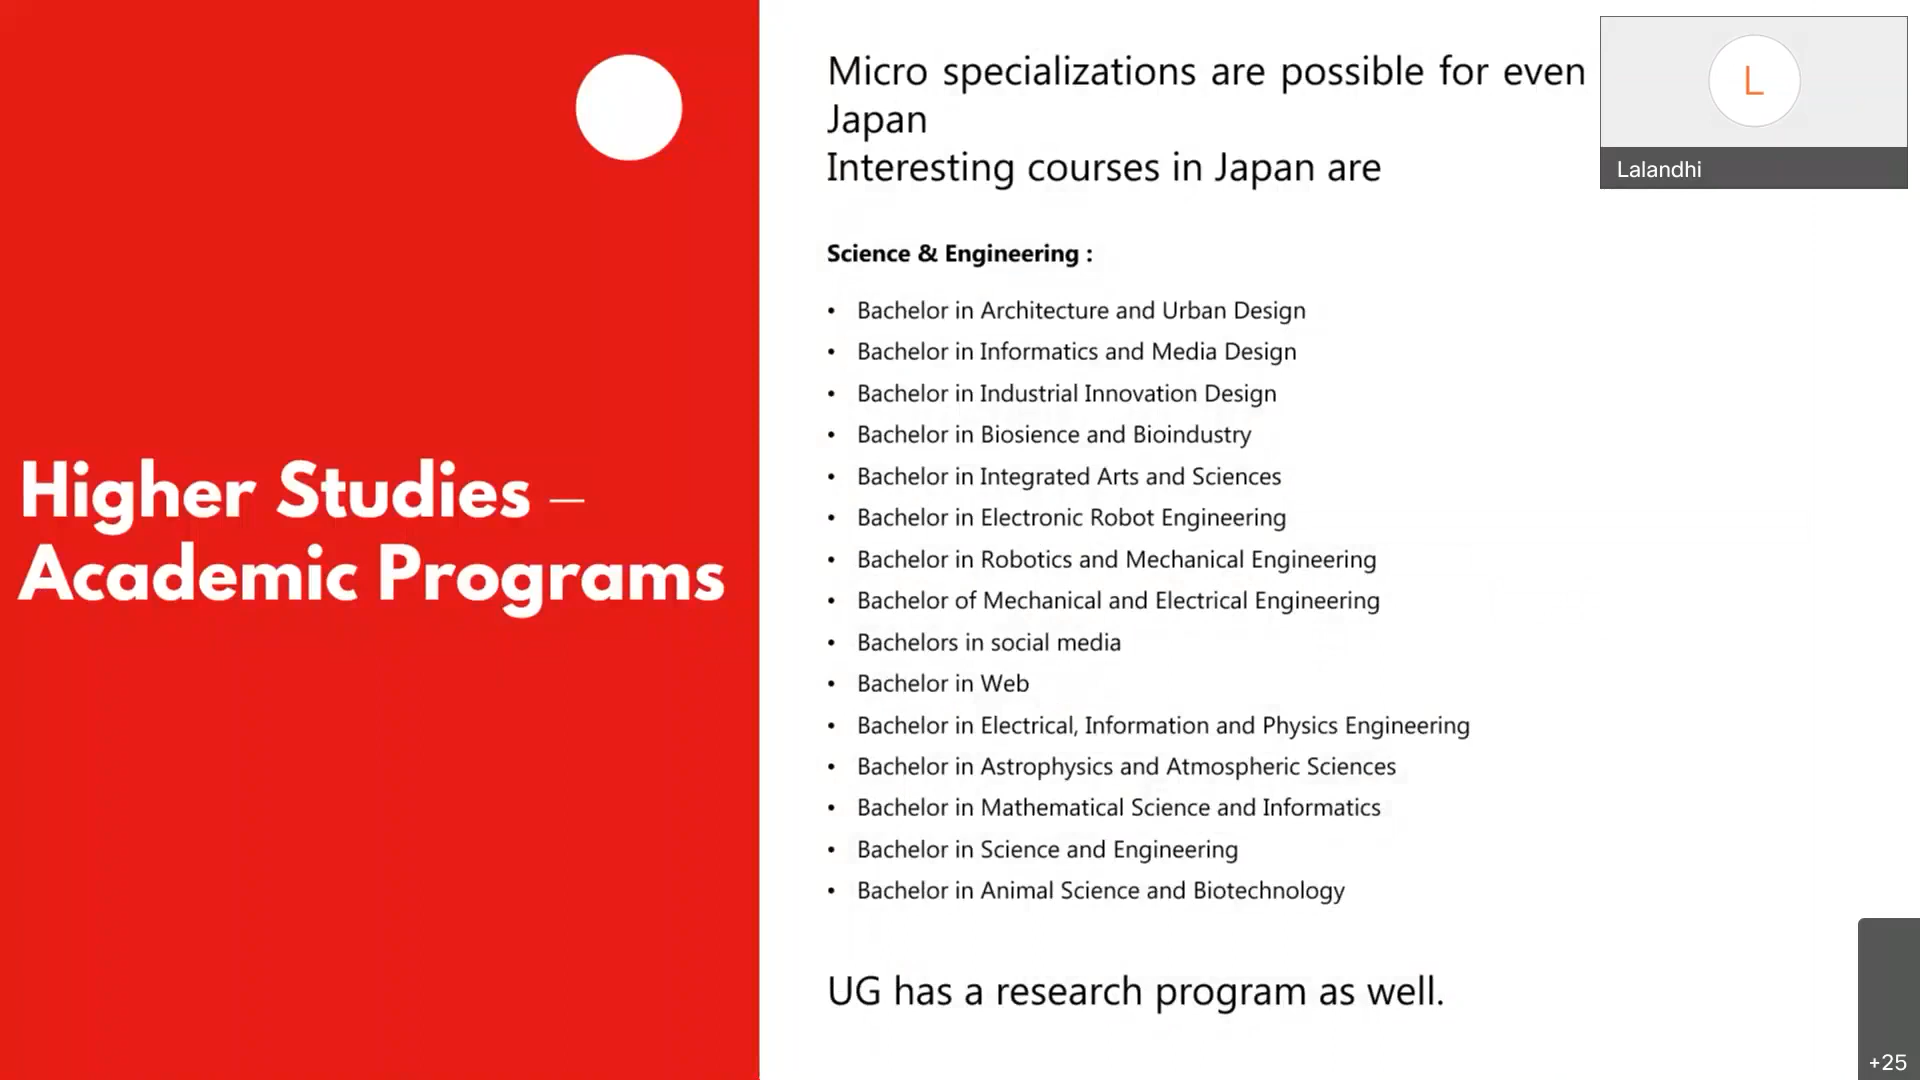 Higher Studies –
Academic Programs
Micro specializations are possible for even
Japan
Interesting courses in Japan are
Science & Engineering :
• Bachelor in Architecture and Urban Design
• Bachelor in Informatics and Media Design
• Bachelor in Industrial Innovation Design
• Bachelor in Biosience and Bioindustry
• Bachelor in Integrated Arts and Sciences
• Bachelor in Electronic Robot Engineering
• Bachelor in Robotics and Mechanical Engineering
• Bachelor of Mechanical and Electrical Engineering
• Bachelors in social media
• Bachelor in Web
• Bachelor in Electrical, Information and Physics Engineering
• Bachelor in Astrophysics and Atmospheric Sciences
• Bachelor in Mathematical Science and Informatics
• Bachelor in Science and Engineering
• Bachelor in Animal Science and Biotechnology
UG has a research program as well.
L
Lalandhi
+25